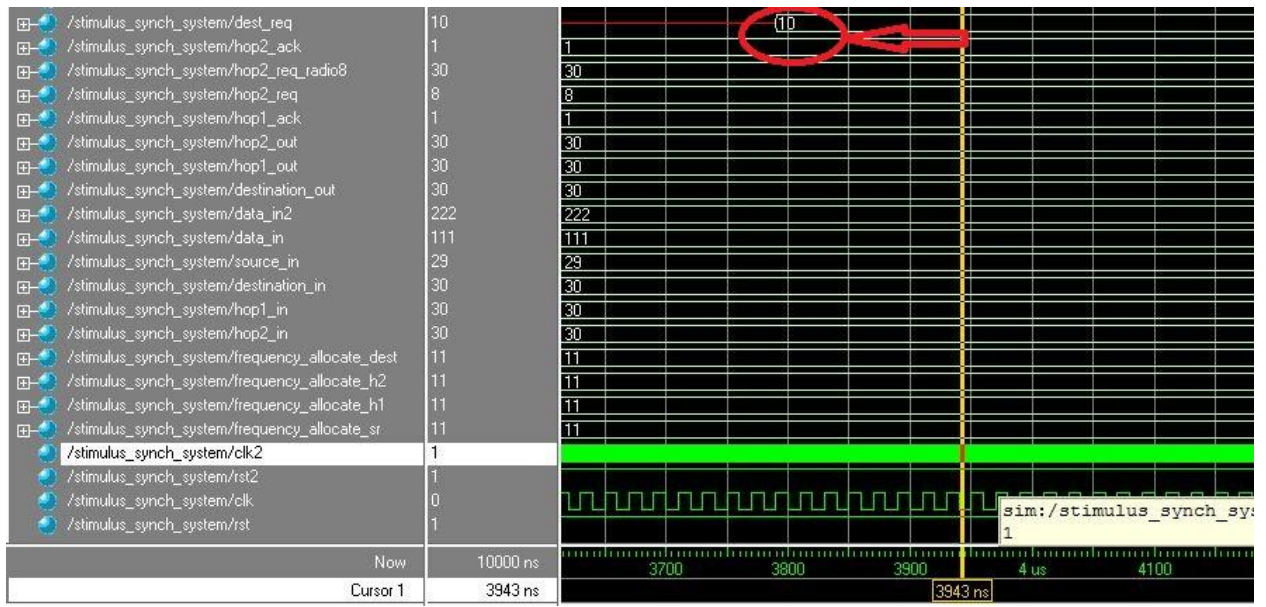 /stimulus_synch_system/dest_req 10 10
/stimulus_synch_system/hop2_ack 1 1
/stimulus_synch_system/hop2_req_radio8 30 30
/stimulus_synch_system/hop2_req 8 8
/stimulus_synch_system/hop1_ack 1 1
/stimulus_synch_system/hop2_out 30 30
/stimulus_synch_system/hop1_out 30 30
/stimulus_synch_system/destination_out 30 30
/stimulus_synch_system/data_in2 222 222
/stimulus_synch_system/data_in 111 111
/stimulus_synch_system/source_in 29 29
/stimulus_synch_system/destination_in 30 30
/stimulus_synch_system/hop1_in 30 30
/stimulus_synch_system/hop2_in 30 30
/stimulus_synch_system/frequency_allocate_dest 11 11
/stimulus_synch_system/frequency_allocate_h2 11 11
/stimulus_synch_system/frequency_allocate_h1 11 11
/stimulus_synch_system/frequency_allocate_sr 11 11
/stimulus_synch_system/clk2 1
/stimulus_synch_system/rst2 1
/stimulus_synch_system/clk 0
/stimulus_synch_system/rst 1
sim:/stimulus_synch_sys
1
Now 10000 ns 3700 3800 3900 4 us 4100
Cursor 1 3943 ns 3943 ns